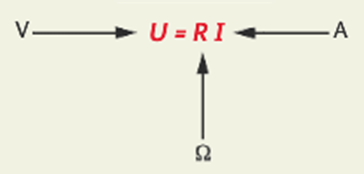 V U = R I A
Ω